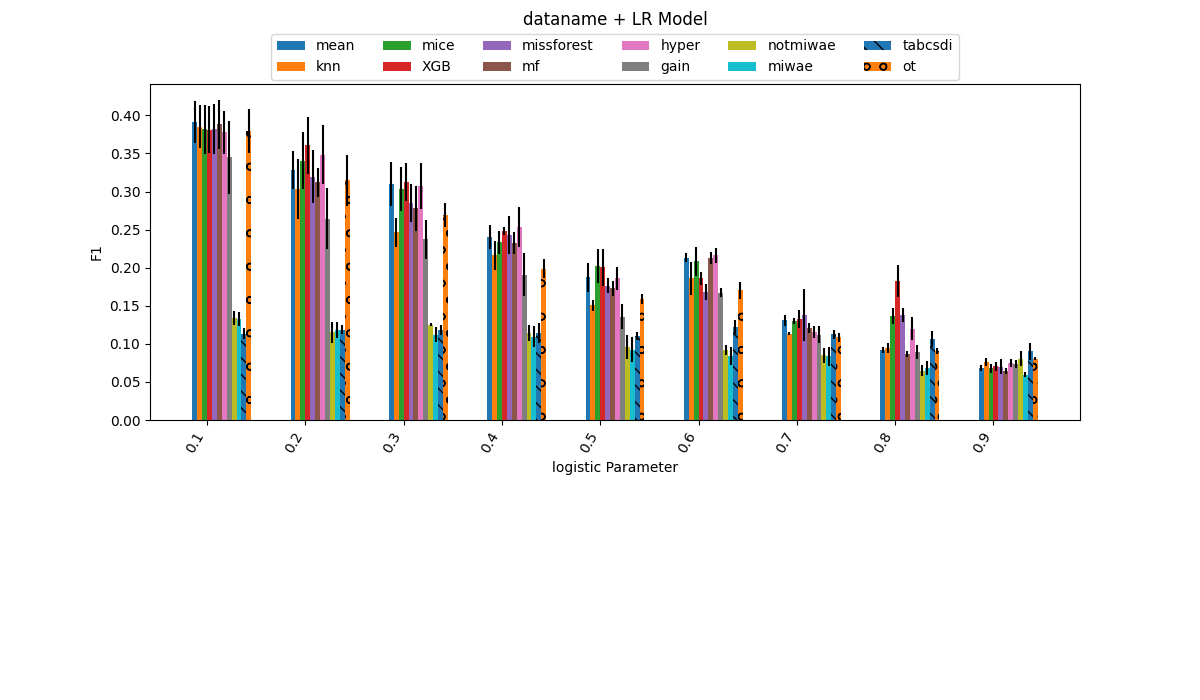 dataname + LR Model
mean mice missforest hyper notmiwae tabcsdi
knn XGB mf gain miwae ot
0.40
0.35
0.30
0.25
0.20
0.15
0.10
0.05
0.00
F1
0.1 0.2 0.3 0.4 0.5 0.6 0.7 0.8 0.9
logistic Parameter